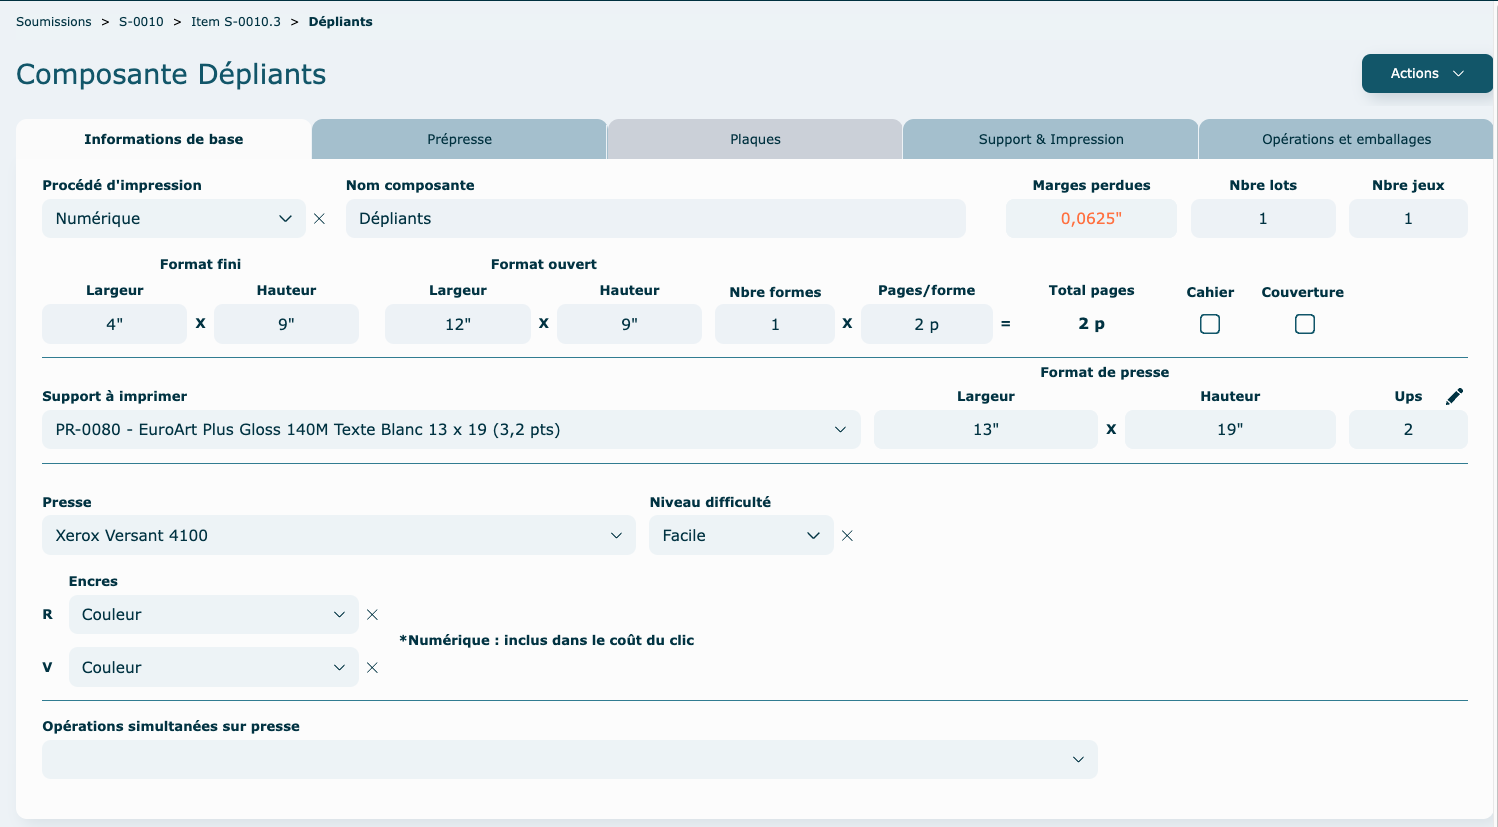 Soumissions > S-0010 > Item S-0010.3 > Dépliants
Composante Dépliants
Actions
Informations de base
Prépresse
Plaques
Support & Impression
Opérations et emballages
Procédé d'impression
Nom composante
Marges perdues
Nbre lots
Nbre jeux
Numérique
Dépliants
0,0625"
1
1
Format fini
Format ouvert
Largeur
Hauteur
Largeur
Hauteur
Nbre formes
Pages/forme
Total pages
Cahier
Couverture
4" X 9"
12" X 9"
1 X 2 p = 2 p
Format de presse
Support à imprimer
Largeur
Hauteur
Ups
PR-0080 - EuroArt Plus Gloss 140M Texte Blanc 13 x 19 (3,2 pts)
13" X 19"
2
Presse
Niveau difficulté
Xerox Versant 4100
Facile
Encres
R Couleur
*Numérique : inclus dans le coût du clic
V Couleur
Opérations simultanées sur presse